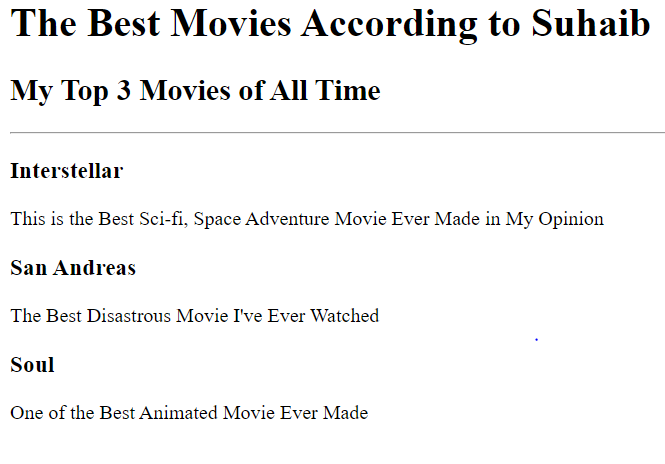 The Best Movies According to Suhaib
My Top 3 Movies of All Time
Interstellar
This is the Best Sci-fi, Space Adventure Movie Ever Made in My Opinion
San Andreas
The Best Disastrous Movie I've Ever Watched
Soul
One of the Best Animated Movie Ever Made